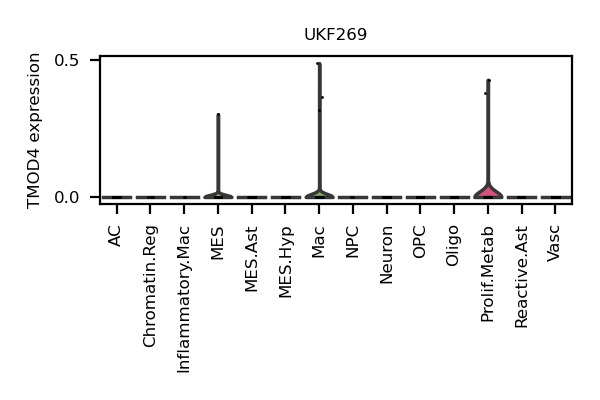 UKF269
TMOD4 expression
0.5
0.0
AC
Chromatin.Reg
Inflammatory.Mac
MES
MES.Ast
MES.Hyp
Mac
NPC
Neuron
OPC
Oligo
Prolif.Metab
Reactive.Ast
Vasc